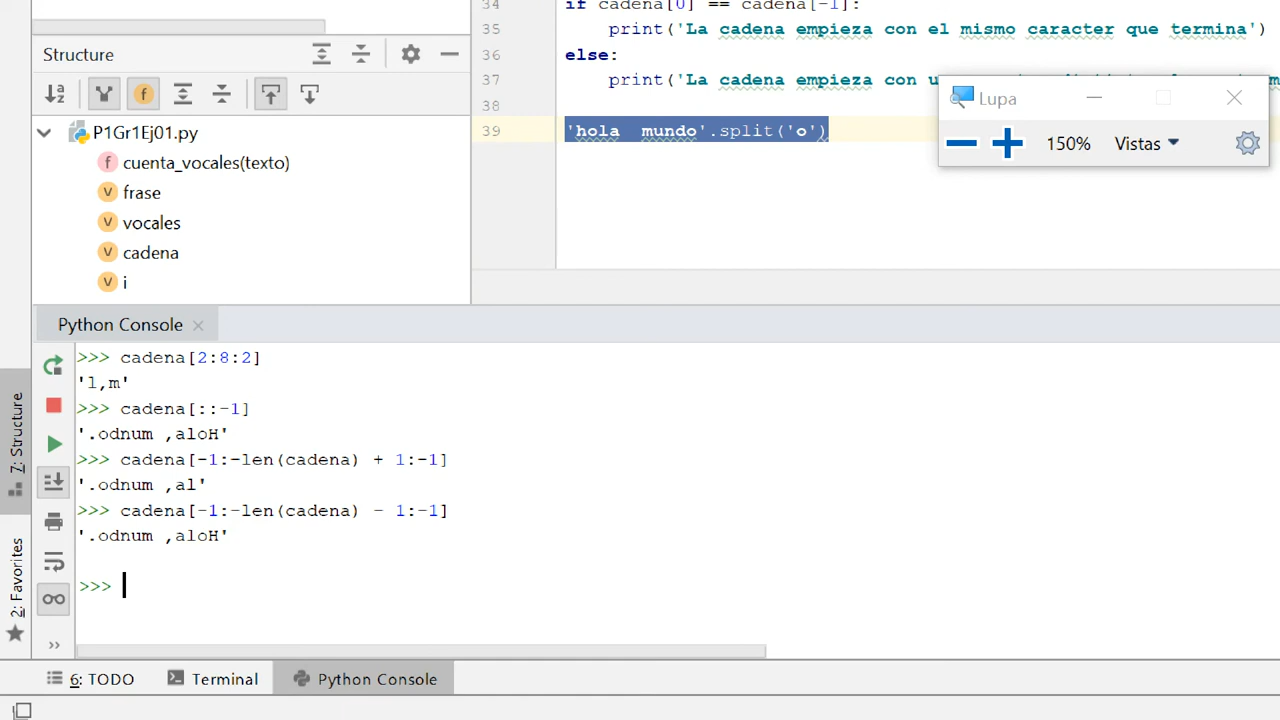 Structure
P1Gr1Ej01.py
f cuenta_vocales(texto)
v frase
v vocales
v cadena
v i
34 if cadena[0] == cadena[-1]:
35 print('La cadena empieza con el mismo caracter que termina')
36 else:
37 print('La cadena empieza con
38
39 'hola  mundo'.split('o')
Lupa
150% Vistas
Python Console
>>> cadena[2:8:2]
'l,m'
>>> cadena[::-1]
'.odnum ,aloH'
>>> cadena[-1:-len(cadena) + 1:-1]
'.odnum ,al'
>>> cadena[-1:-len(cadena) - 1:-1]
'.odnum ,aloH'
>>>
7: Structure
2: Favorites
6: TODO
Terminal
Python Console